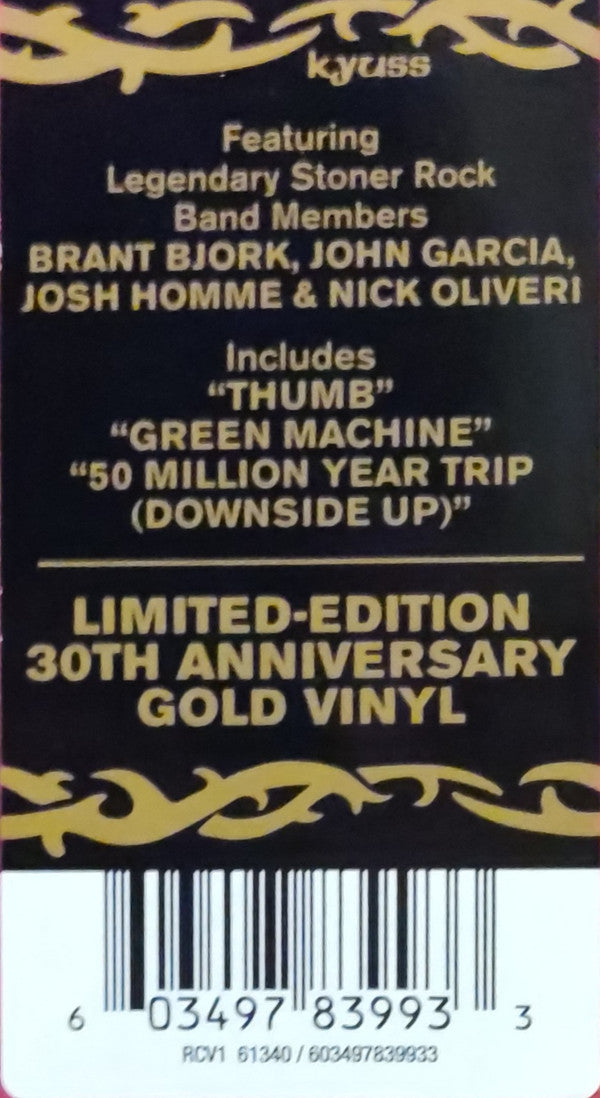 kyuss
Featuring
Legendary Stoner Rock
Band Members
BRANT BJORK, JOHN GARCIA,
JOSH HOMME & NICK OLIVERI
Includes
“THUMB”
“GREEN MACHINE”
“50 MILLION YEAR TRIP
(DOWNSIDE UP)”
LIMITED-EDITION
30TH ANNIVERSARY
GOLD VINYL
6 03497 83993 3
RCV1 61340 / 603497839933